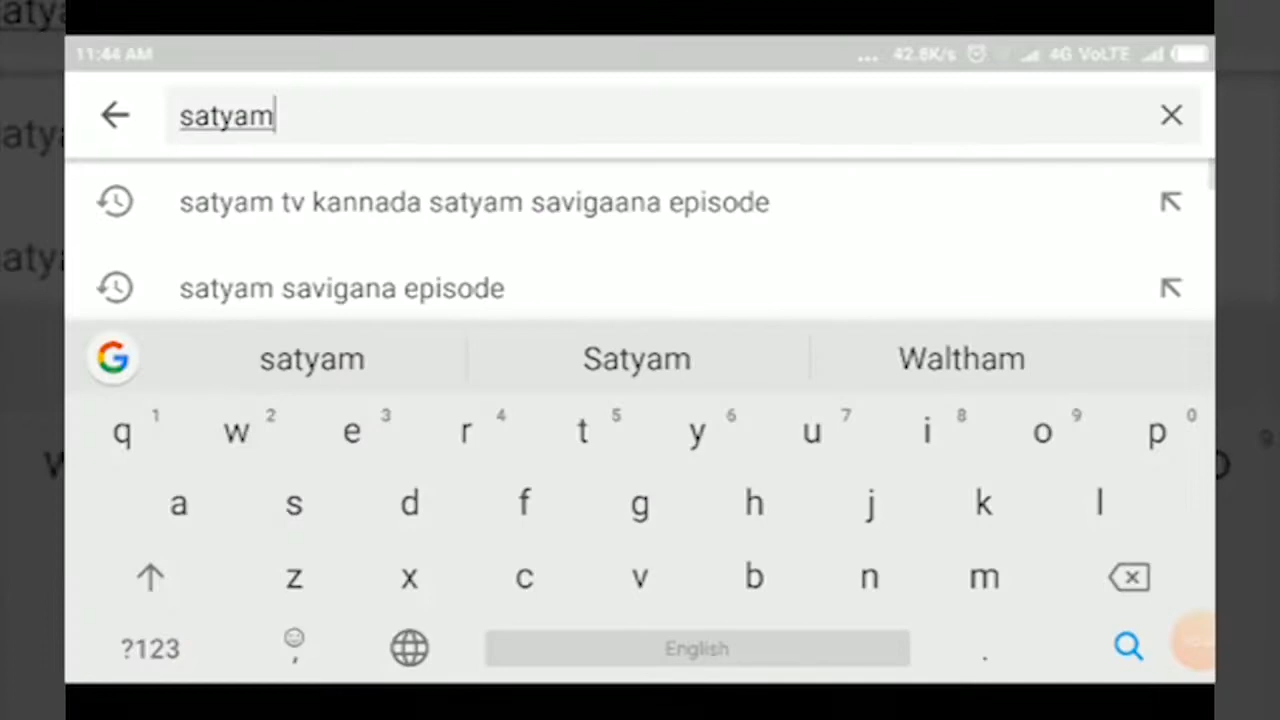 11:44 AM ... 42.8K/s 4G VoLTE
satyam
satyam tv kannada satyam savigaana episode
satyam savigana episode
satyam Satyam Waltham
q 1 w 2 e 3 r 4 t 5 y 6 u 7 i 8 o 9 p 0
a s d f g h j k l
z x c v b n m
?123 , English .